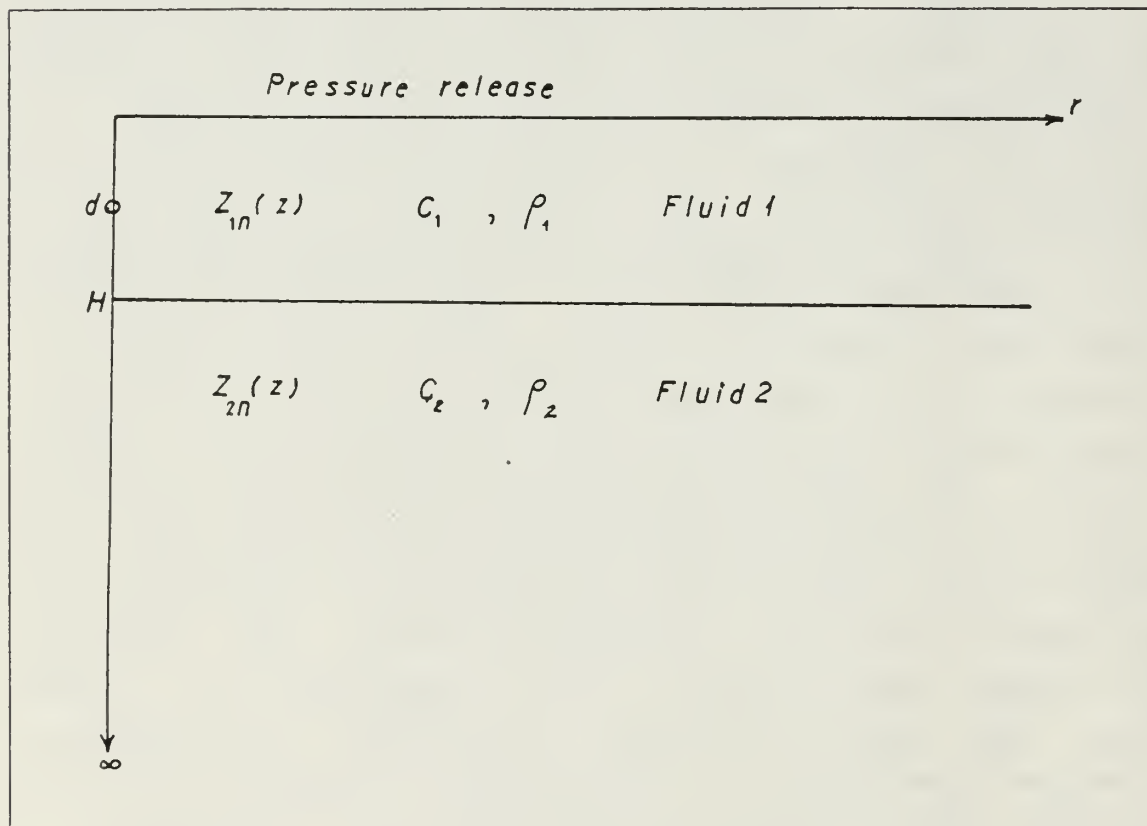 Pressure release
r
d Z₁ₙ(z) C₁ , ρ₁ Fluid 1
H
Z₂ₙ(z) C₂ , ρ₂ Fluid 2
∞